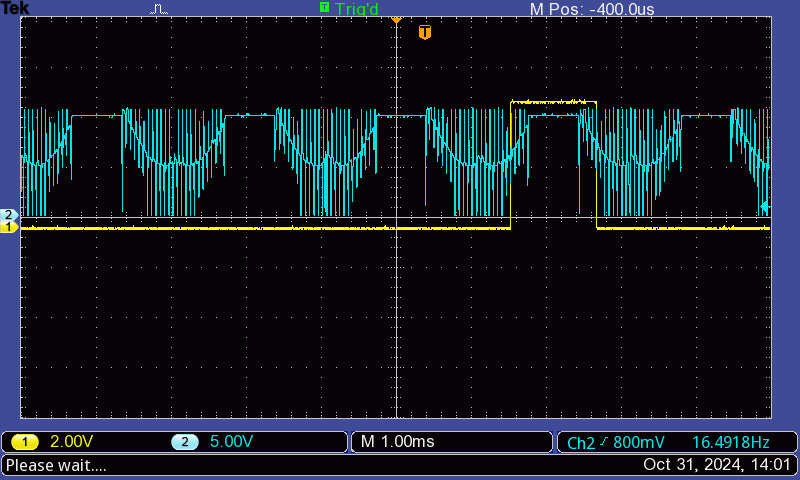 Tek T Trig'd M Pos: -400.0us
T
2
1
1 2.00V 2 5.00V M 1.00ms Ch2 800mV 16.4918Hz
Please wait.... Oct 31, 2024, 14:01